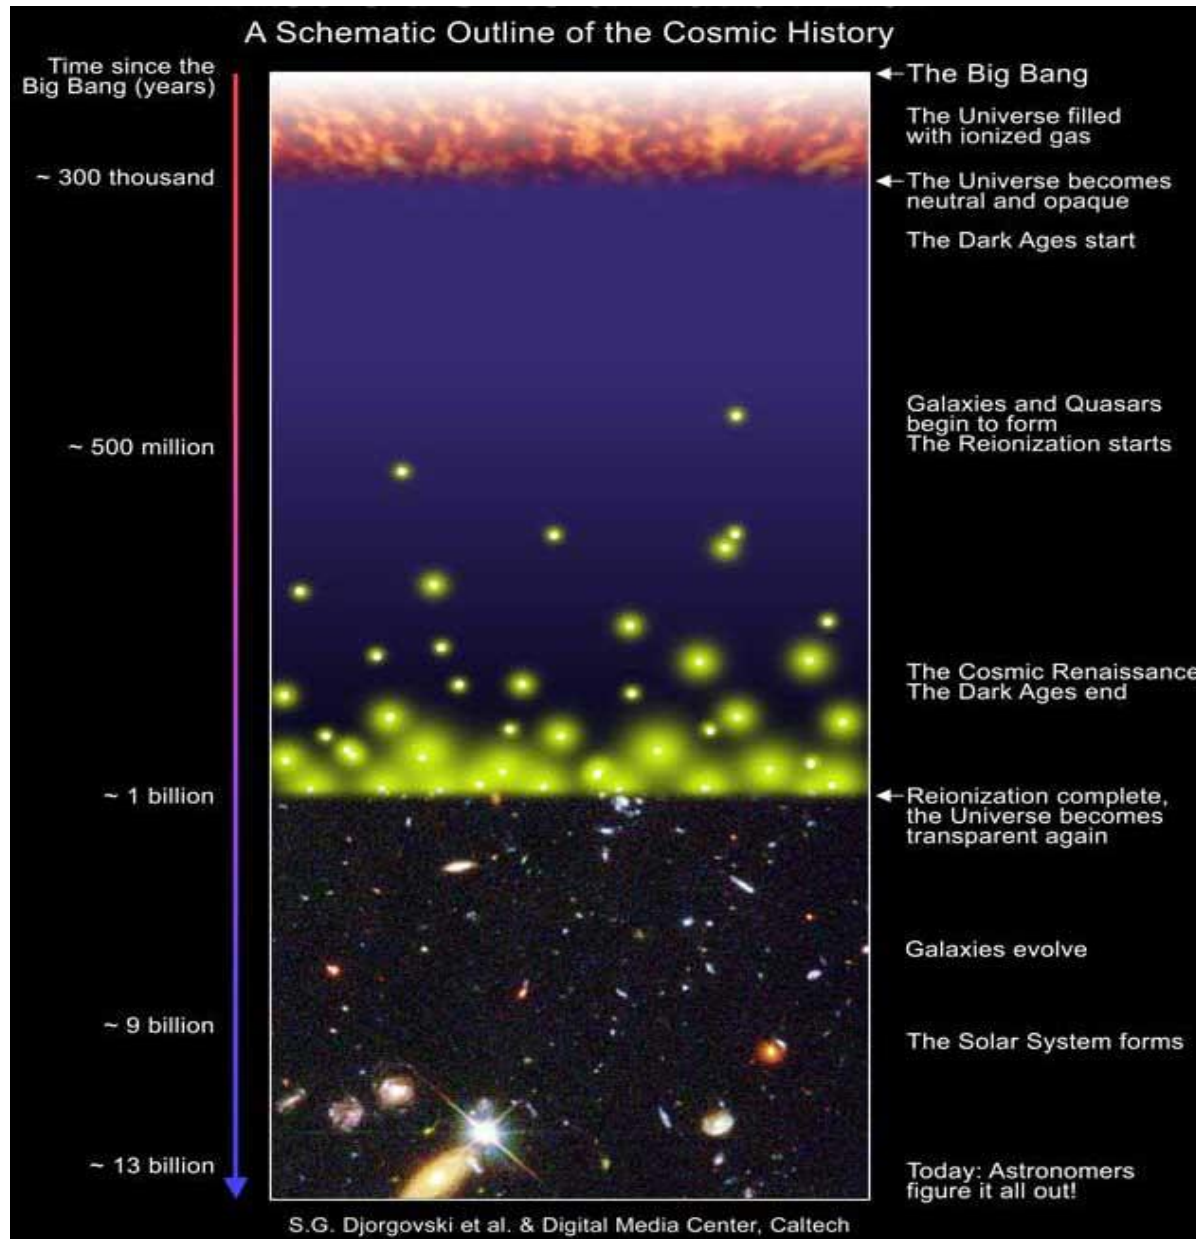 A Schematic Outline of the Cosmic History
Time since the
Big Bang (years)
The Big Bang
The Universe filled
with ionized gas
~ 300 thousand
The Universe becomes
neutral and opaque
The Dark Ages start
Galaxies and Quasars
begin to form
The Reionization starts
~ 500 million
The Cosmic Renaissance
The Dark Ages end
~ 1 billion
Reionization complete,
the Universe becomes
transparent again
Galaxies evolve
~ 9 billion
The Solar System forms
~ 13 billion
Today: Astronomers
figure it all out!
S.G. Djorgovski et al. & Digital Media Center, Caltech